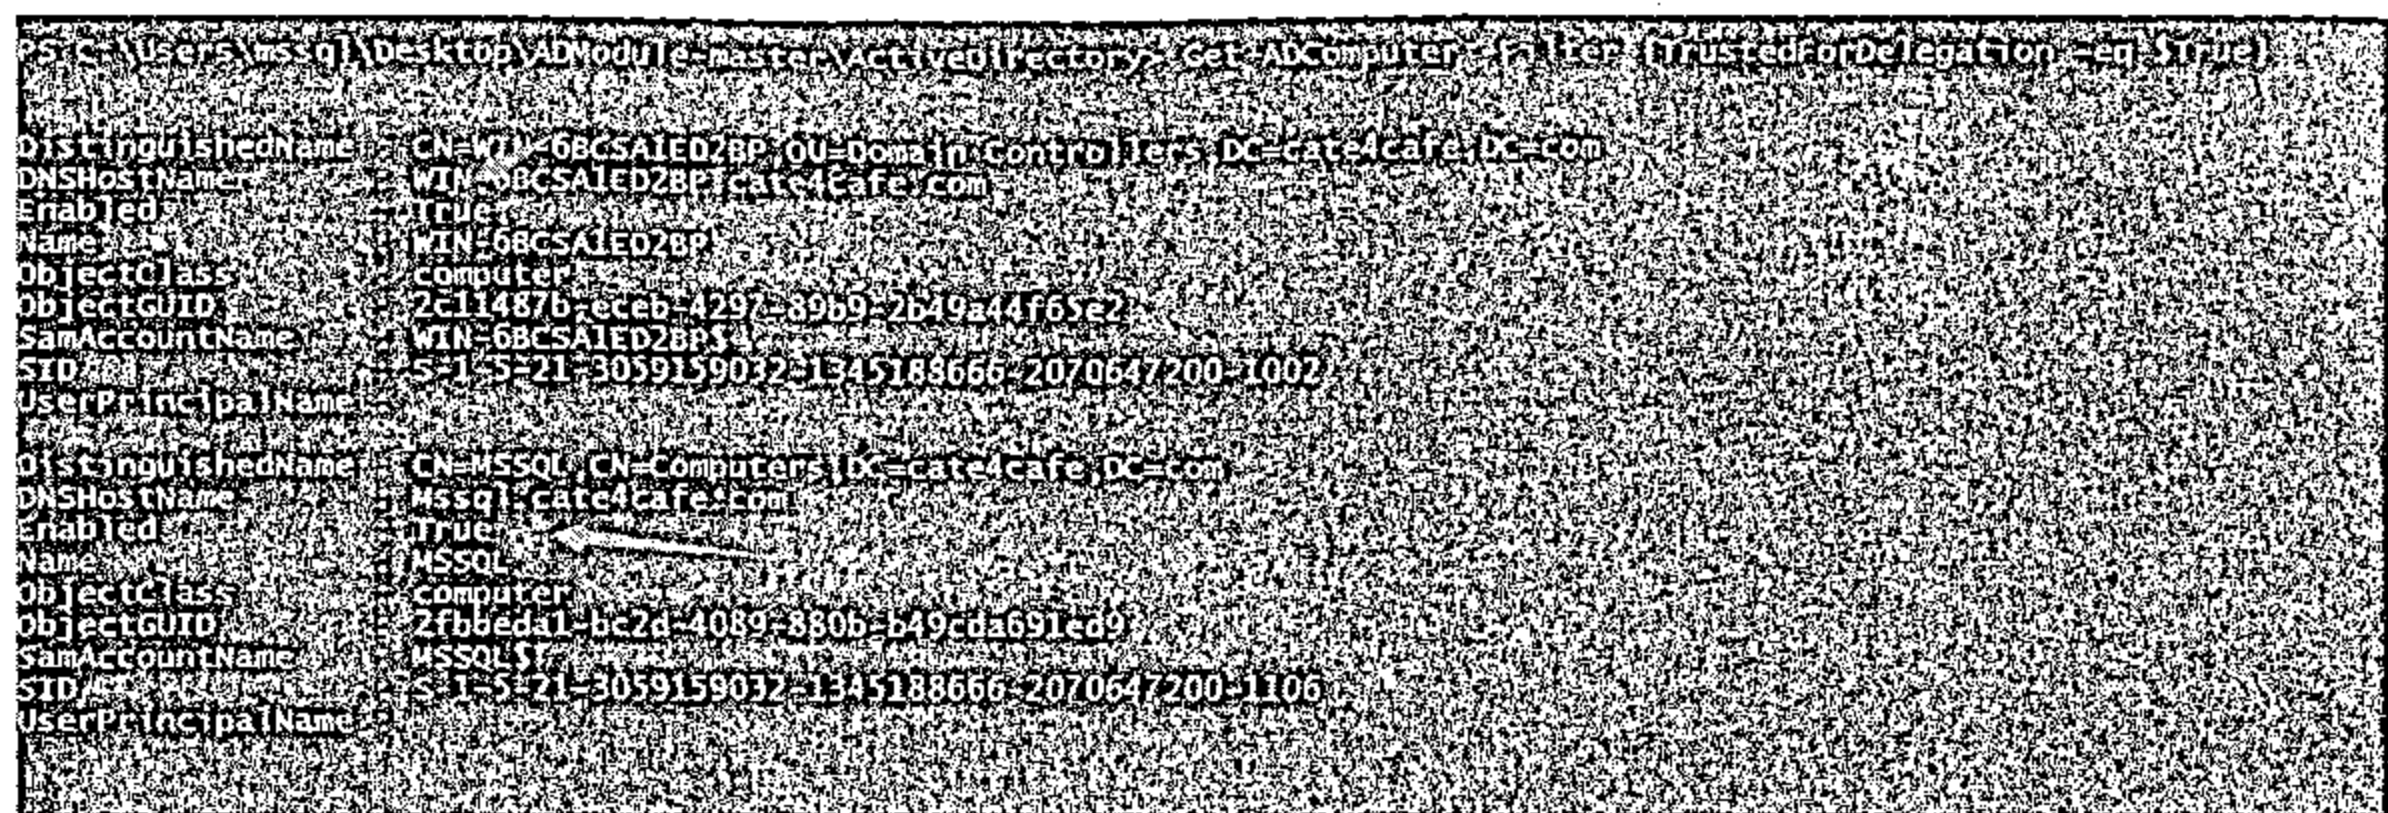 PS C:\Users\mssql\Desktop\ADModule-master\ActiveDirectory> Get-ADComputer -Filter {TrustedForDelegation -eq $True}
DistinguishedName : CN=WIN-6BCSA1ED2BP,OU=Domain Controllers,DC=cate4cafe,DC=com
DNSHostName : WIN-6BCSA1ED2BP.cate4cafe.com
Enabled : True
Name : WIN-6BCSA1ED2BP
ObjectClass : computer
ObjectGUID : 2c11487b-eceb-4297-89b9-2b49a44f65e2
SamAccountName : WIN-6BCSA1ED2BP$
SID : S-1-5-21-3059159032-1345188666-2070647200-1002
UserPrincipalName :
DistinguishedName : CN=MSSQL,CN=Computers,DC=cate4cafe,DC=com
DNSHostName : Mssql.cate4cafe.com
Enabled : True
Name : MSSQL
ObjectClass : computer
ObjectGUID : 2fbbeda1-bc2d-4089-880b-b49cda691ed9
SamAccountName : MSSQL$
SID : S-1-5-21-3059159032-1345188666-2070647200-1106
UserPrincipalName :